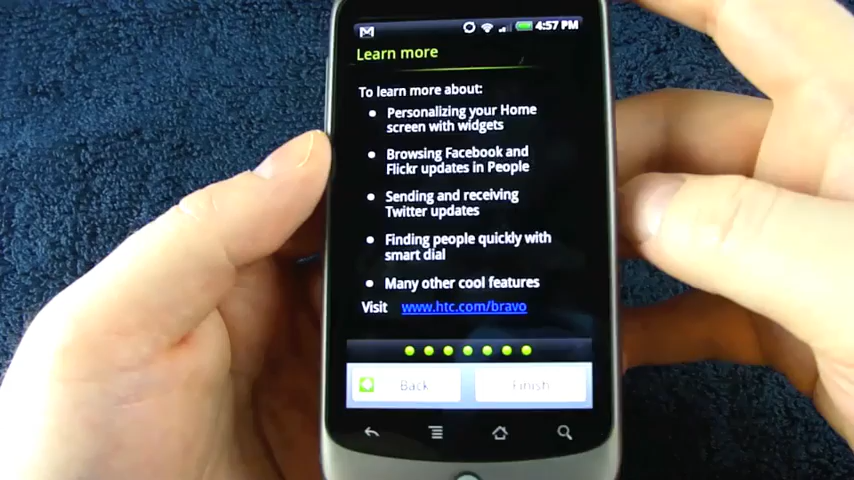 4:57 PM
Learn more
To learn more about:
Personalizing your Home
screen with widgets
Browsing Facebook and
Flickr updates in People
Sending and receiving
Twitter updates
Finding people quickly with
smart dial
Many other cool features
Visit www.htc.com/bravo
Back Finish